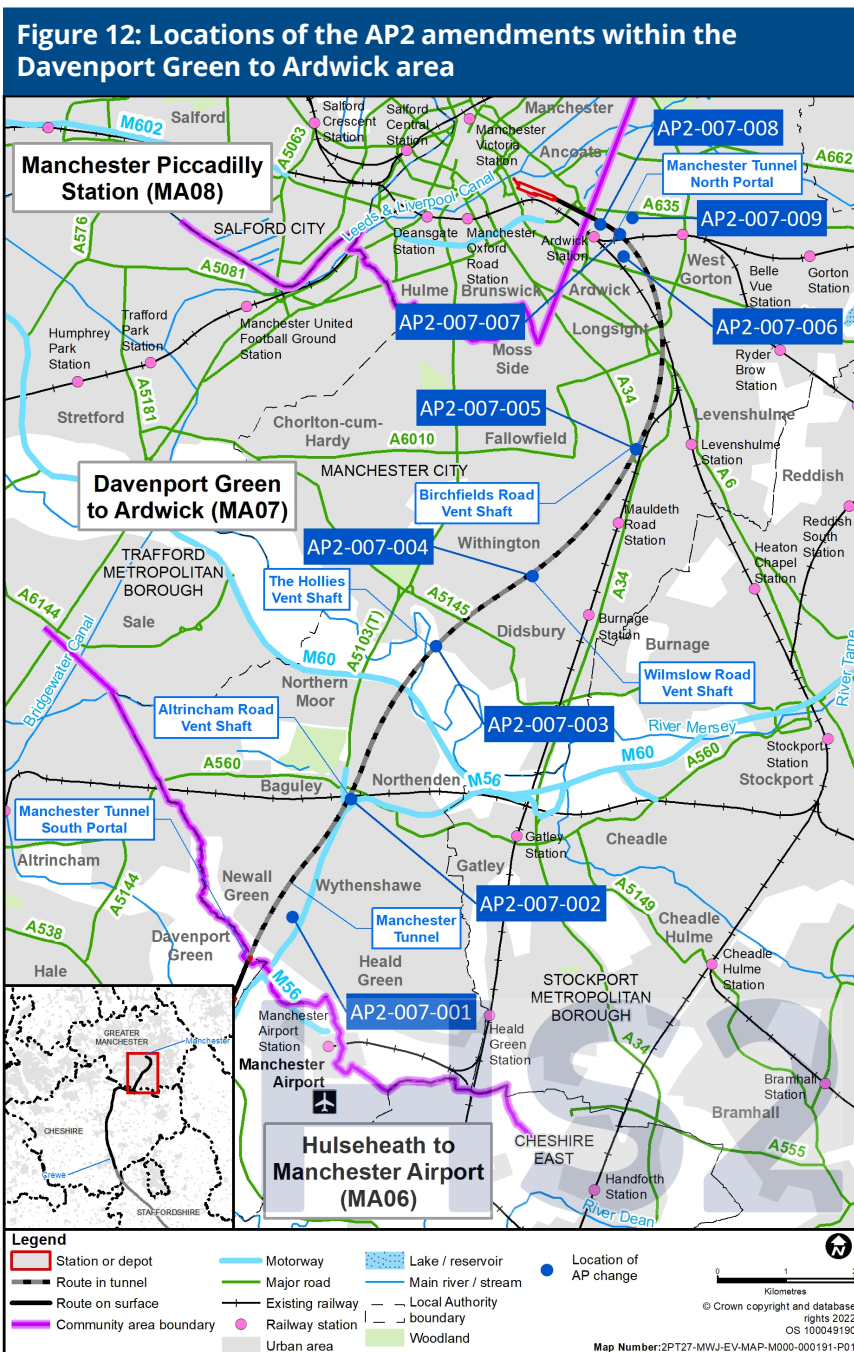 Figure 12: Locations of the AP2 amendments within the
Davenport Green to Ardwick area
Salford
M602
Salford
Crescent
Station
A5063
Salford
Central
Station
Manchester
Victoria
Station
Manchester
Ancoats
AP2-007-008
A662
Manchester Piccadilly
Station (MA08)
Manchester Tunnel
North Portal
Leeds & Liverpool Canal
A635
AP2-007-009
A576
SALFORD CITY
Deansgate
Station
Manchester
Oxford
Road
Station
Ardwick
Station
West
Gorton
Belle
Vue
Station
Gorton
Station
A5081
Hulme
Brunswick
Ardwick
Humphrey
Park
Station
Trafford
Park
Station
Manchester United
Football Ground
Station
AP2-007-007
Longsight
AP2-007-006
Moss
Side
Ryder
Brow
Station
A5181
Stretford
A34
AP2-007-005
Levenshulme
Chorlton-cum-
Hardy
A6010
Fallowfield
Levenshulme
Station
MANCHESTER CITY
A6
Reddish
Davenport Green
to Ardwick (MA07)
Birchfields Road
Vent Shaft
Mauldeth
Road
Station
Reddish
South
Station
AP2-007-004
Withington
Heaton
Chapel
Station
TRAFFORD
METROPOLITAN
BOROUGH
The Hollies
Vent Shaft
A5145
A34
A6144
Sale
A5103(T)
Didsbury
Burnage
Station
Burnage
Bridgewater Canal
M60
Northern
Moor
Wilmslow Road
Vent Shaft
River Tame
Altrincham Road
Vent Shaft
AP2-007-003
River Mersey
M60
A560
Stockport
Station
Stockport
A560
Baguley
Northenden
M56
Manchester Tunnel
South Portal
Gatley
Station
Cheadle
Altrincham
Gatley
A5144
Newall
Green
Wythenshawe
AP2-007-002
A5149
Cheadle
Hulme
A538
Davenport
Green
Manchester
Tunnel
Hale
Heald
Green
Cheadle
Hulme
Station
M56
STOCKPORT
METROPOLITAN
BOROUGH
AP2-007-001
Manchester
Airport
Station
Heald
Green
Station
A34
Manchester
Airport
Bramhall
Station
Bramhall
GREATER
MANCHESTER
Manchester
CHESHIRE
Crewe
STAFFORDSHIRE
Hulseheath to
Manchester Airport
(MA06)
CHESHIRE
EAST
A555
Handforth
Station
River Dean
HS2
Legend
Station or depot
Route in tunnel
Route on surface
Community area boundary
Motorway
Major road
Existing railway
Railway station
Urban area
Lake / reservoir
Main river / stream
Local Authority
boundary
Woodland
Location of
AP change
N
0 1 2
Kilometres
© Crown copyright and database
rights 2022
OS 100049190
Map Number:2PT27-MWJ-EV-MAP-M000-000191-P01